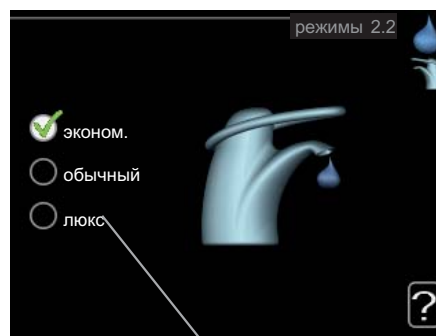 режимы 2.2
эконом.
обычный
люкс
?